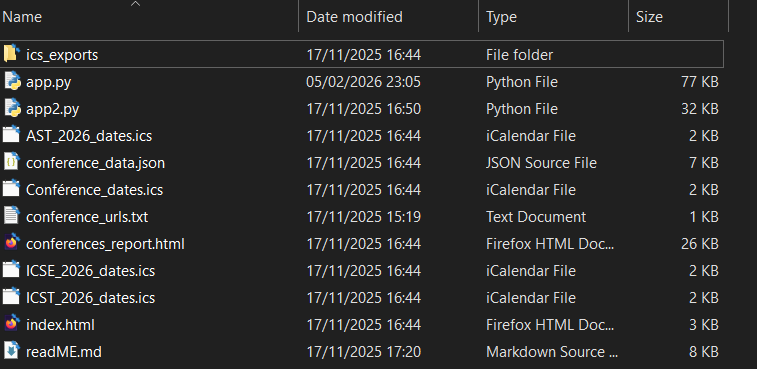 Name Date modified Type Size
ics_exports 17/11/2025 16:44 File folder
app.py 05/02/2026 23:05 Python File 77 KB
app2.py 17/11/2025 16:50 Python File 32 KB
AST_2026_dates.ics 17/11/2025 16:44 iCalendar File 2 KB
conference_data.json 17/11/2025 16:44 JSON Source File 7 KB
Conférence_dates.ics 17/11/2025 16:44 iCalendar File 2 KB
conference_urls.txt 17/11/2025 15:19 Text Document 1 KB
conferences_report.html 17/11/2025 16:44 Firefox HTML Doc... 26 KB
ICSE_2026_dates.ics 17/11/2025 16:44 iCalendar File 2 KB
ICST_2026_dates.ics 17/11/2025 16:44 iCalendar File 2 KB
index.html 17/11/2025 16:44 Firefox HTML Doc... 3 KB
readME.md 17/11/2025 17:20 Markdown Source ... 8 KB